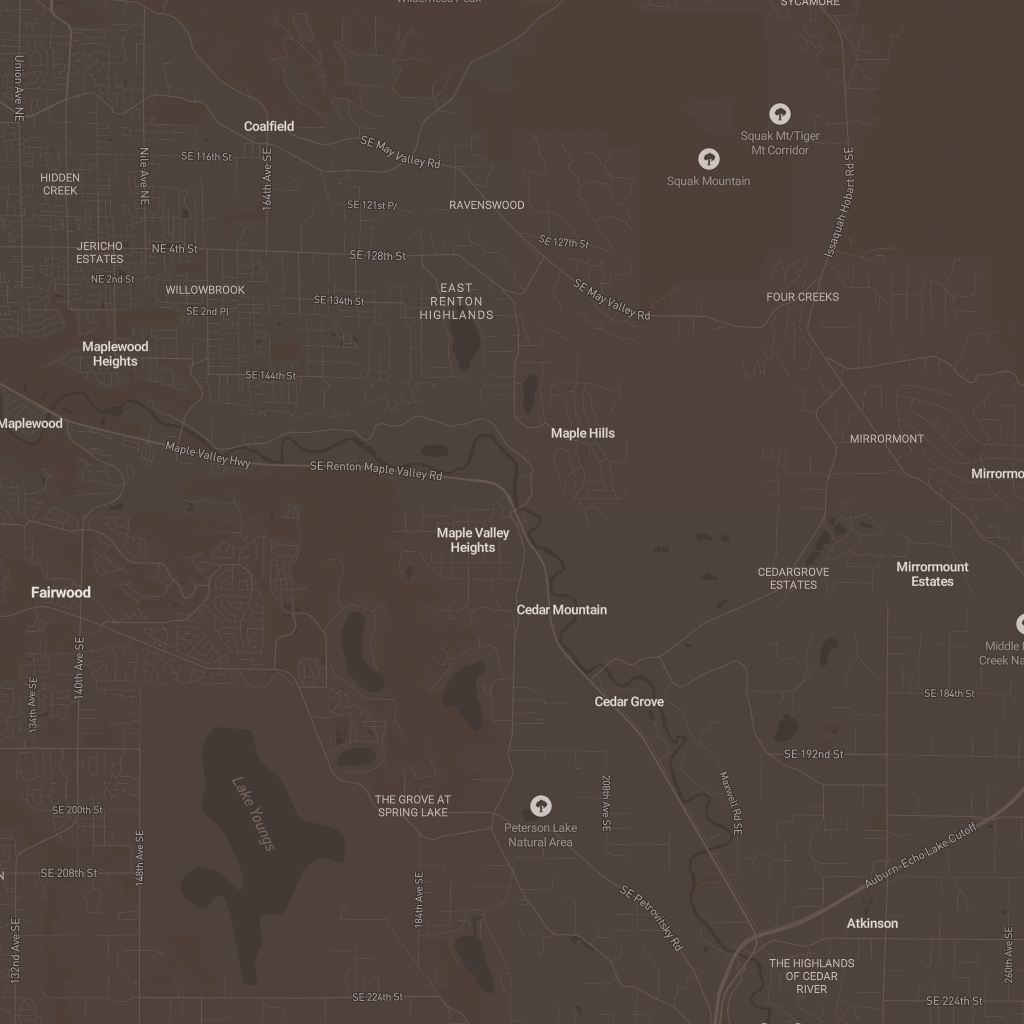 Wilderness Peak
SYCAMORE
Union Ave NE
Coalfield
SE May Valley Rd
Squak Mt/Tiger
Mt Corridor
SE 116th St
Nile Ave NE
164th Ave SE
Squak Mountain
Issaquah Hobart Rd SE
HIDDEN
CREEK
SE 121st Pl
RAVENSWOOD
JERICHO
ESTATES
NE 4th St
SE 128th St
SE 127th St
NE 2nd St
WILLOWBROOK
SE 134th St
EAST
RENTON
HIGHLANDS
SE May Valley Rd
FOUR CREEKS
SE 2nd Pl
Maplewood
Heights
SE 144th St
Maplewood
Maple Hills
MIRRORMONT
Maple Valley Hwy
SE Renton Maple Valley Rd
Mirrormo
Maple Valley
Heights
CEDARGROVE
ESTATES
Mirrormount
Estates
Fairwood
Cedar Mountain
140th Ave SE
Middle
Creek Na
134th Ave SE
Cedar Grove
SE 184th St
SE 192nd St
Lake Youngs
THE GROVE AT
SPRING LAKE
208th Ave SE
Maxwell Rd SE
SE 200th St
Peterson Lake
Natural Area
148th Ave SE
SE 208th St
N
Auburn-Echo Lake Cutoff
184th Ave SE
SE Petrovitsky Rd
Atkinson
132nd Ave SE
260th Ave SE
THE HIGHLANDS
OF CEDAR
RIVER
SE 224th St
SE 224th St